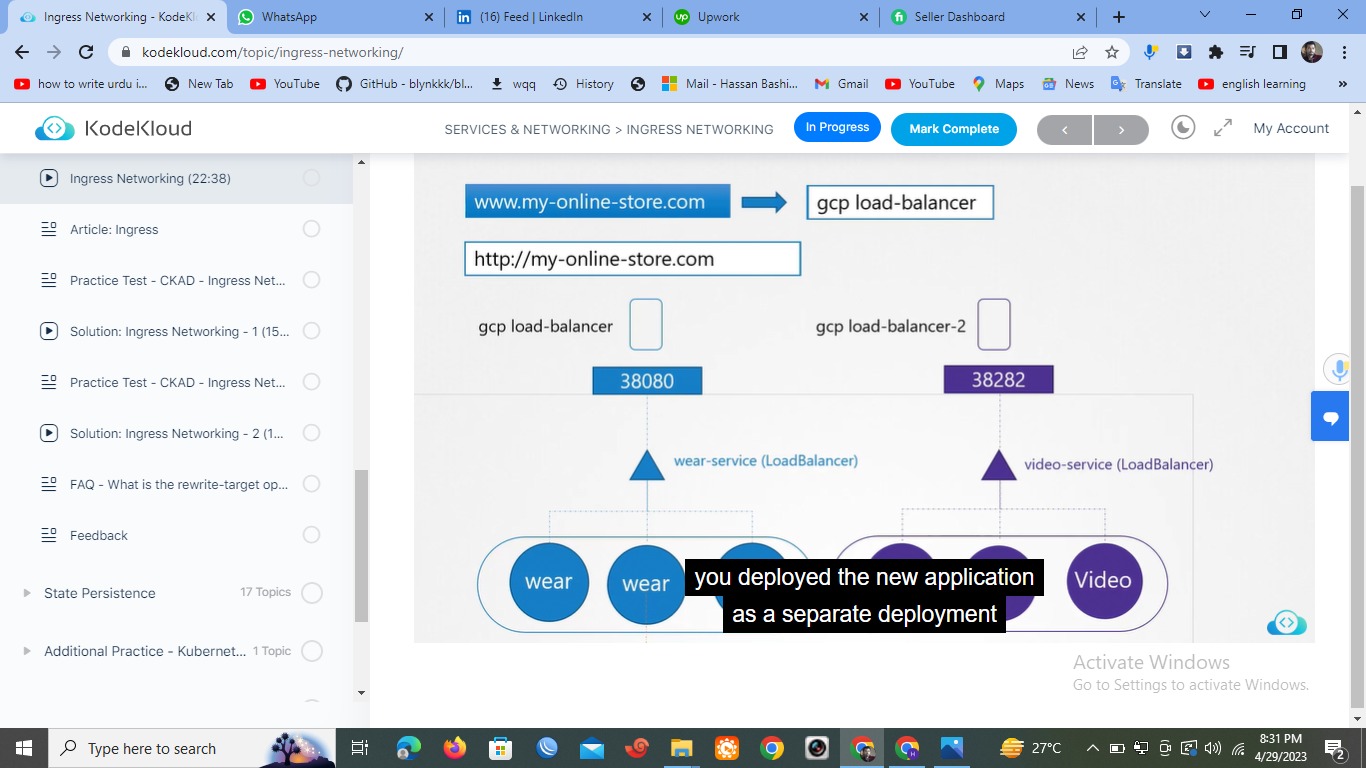 Ingress Networking - KodeKl
WhatsApp
(16) Feed | LinkedIn
Upwork
Seller Dashboard
kodekloud.com/topic/ingress-networking/
how to write urdu i...
New Tab
YouTube
GitHub - blynkkk/bl...
wqq
History
Mail - Hassan Bashi...
Gmail
YouTube
Maps
News
Translate
english learning
KodeKloud
SERVICES & NETWORKING > INGRESS NETWORKING
In Progress
Mark Complete
My Account
Ingress Networking (22:38)
Article: Ingress
Practice Test - CKAD - Ingress Net...
Solution: Ingress Networking - 1 (15...
Practice Test - CKAD - Ingress Net...
Solution: Ingress Networking - 2 (1...
FAQ - What is the rewrite-target op...
Feedback
State Persistence 17 Topics
Additional Practice - Kubernet... 1 Topic
www.my-online-store.com
gcp load-balancer
http://my-online-store.com
gcp load-balancer
gcp load-balancer-2
38080
38282
wear-service (LoadBalancer)
video-service (LoadBalancer)
wear
wear
Video
you deployed the new application
as a separate deployment
Activate Windows
Go to Settings to activate Windows.
Type here to search
27°C
8:31 PM
4/29/2023
2